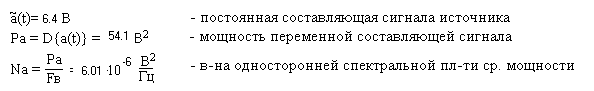 ã(t)= 6.4 В - постоянная составляющая сигнала источника
Pa = D{a(t)} = 54.1 В² - мощность переменной составляющей сигнала
Na = Pa/Fв = 6.01 ·10⁻⁶ В²/Гц - в-на односторонней спектральной пл-ти ср. мощности